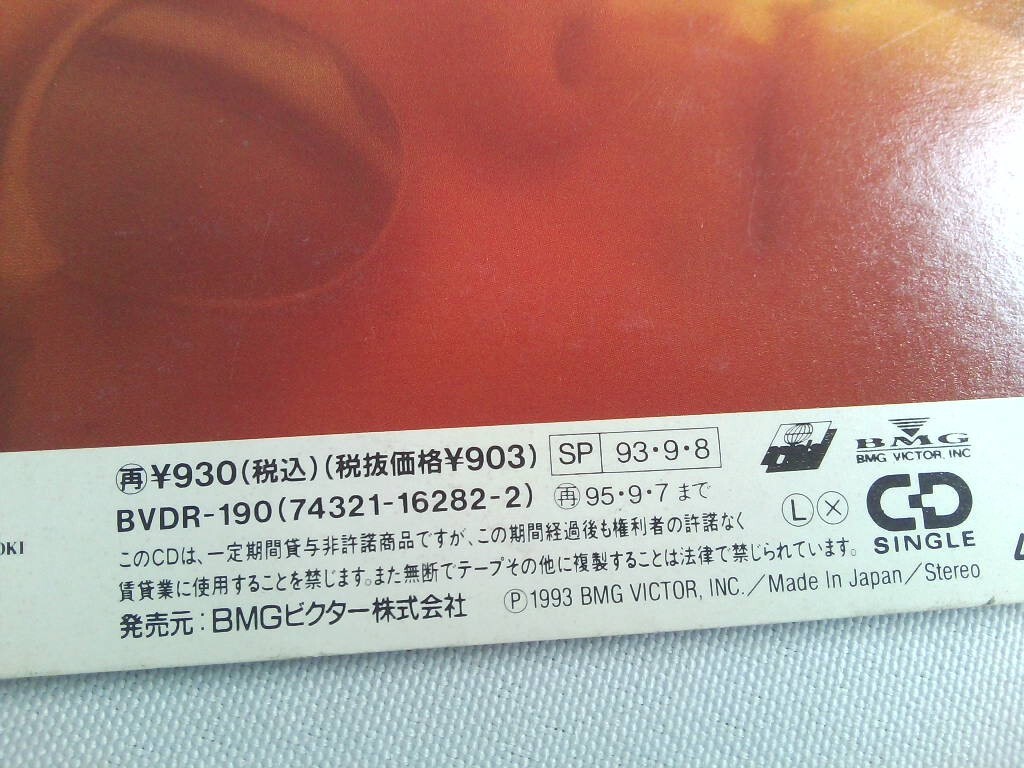 再 ¥930(税込)(税抜価格¥903) SP 93・9・8
BVDR-190(74321-16282-2) 再 95・9・7 まで
BMG
BMG VICTOR, INC
L X
CD
SINGLE
OKI
このCDは、一定期間貸与非許諾商品ですが、この期間経過後も権利者の許諾なく
賃貸業に使用することを禁じます。また無断でテープその他に複製することは法律で禁じられています。
発売元:BMGビクター株式会社 Ⓟ1993 BMG VICTOR, INC./Made In Japan/Stereo